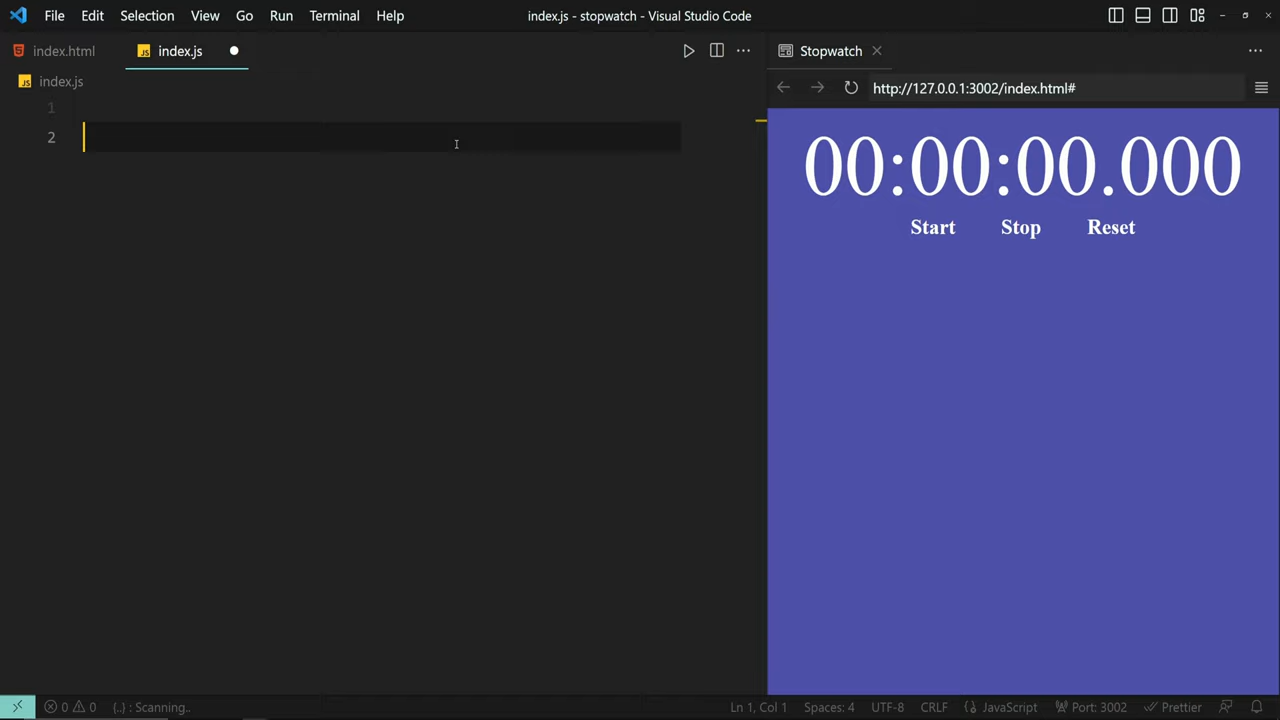 File Edit Selection View Go Run Terminal Help
index.js - stopwatch - Visual Studio Code
index.html
JS index.js
Stopwatch
JS index.js
http://127.0.0.1:3002/index.html#
1
2
00:00:00.000
Start Stop Reset
0 0 {..} : Scanning..
Ln 1, Col 1 Spaces: 4 UTF-8 CRLF {} JavaScript Port: 3002 Prettier